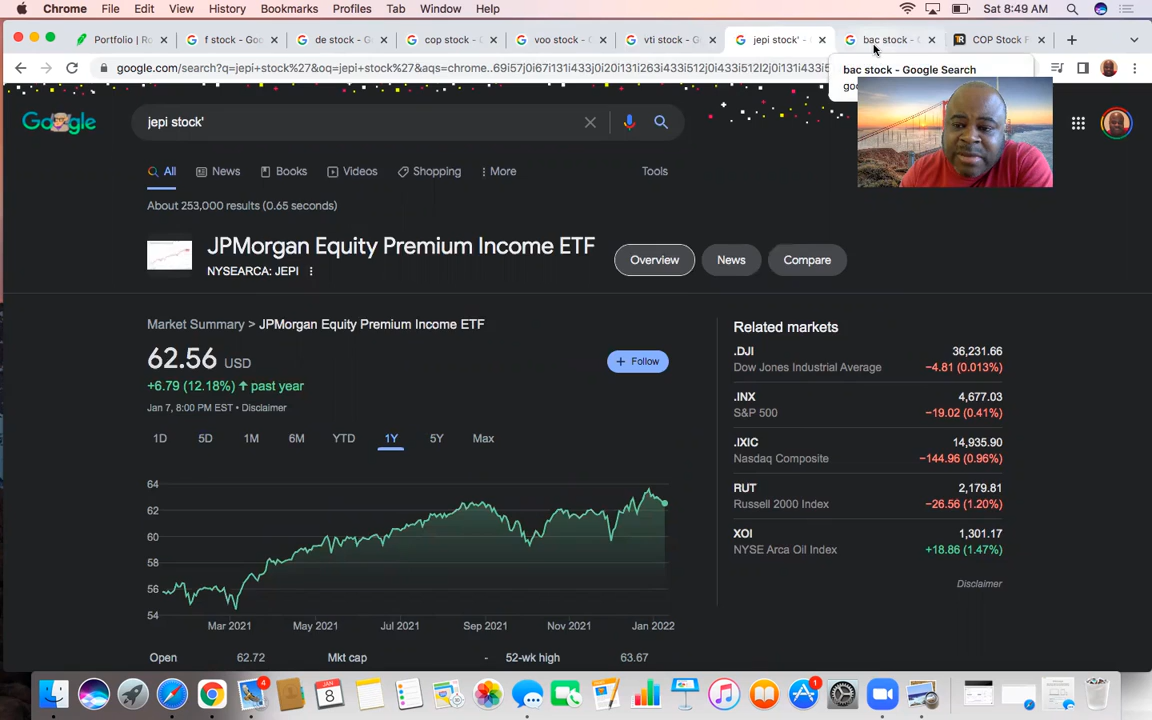 Chrome File Edit View History Bookmarks Profiles Tab Window Help Sat 8:49 AM
Portfolio | Ro f stock - Goo de stock - Go cop stock - G voo stock - G vti stock - G jepi stock' - bac stock - G COP Stock F
google.com/search?q=jepi+stock%27&oq=jepi+stock%27&aqs=chrome..69i57j0i67i131i433j0i20i131i263i433i512j0i131i433i512l2j0i131i433
bac stock - Google Search
goo
Google jepi stock'
All News Books Videos Shopping More Tools
About 253,000 results (0.65 seconds)
JPMorgan Equity Premium Income ETF
NYSEARCA: JEPI
Overview News Compare
Market Summary > JPMorgan Equity Premium Income ETF
62.56 USD
+ Follow
+6.79 (12.18%) ↑ past year
Jan 7, 8:00 PM EST • Disclaimer
1D 5D 1M 6M YTD 1Y 5Y Max
64
62
60
58
56
54
Mar 2021 May 2021 Jul 2021 Sep 2021 Nov 2021 Jan 2022
Open 62.72 Mkt cap - 52-wk high 63.67
Related markets
.DJI 36,231.66
Dow Jones Industrial Average −4.81 (0.013%)
.INX 4,677.03
S&P 500 −19.02 (0.41%)
.IXIC 14,935.90
Nasdaq Composite −144.96 (0.96%)
RUT 2,179.81
Russell 2000 Index −26.56 (1.20%)
XOI 1,301.17
NYSE Arca Oil Index +18.86 (1.47%)
Disclaimer
4
JAN
8
1